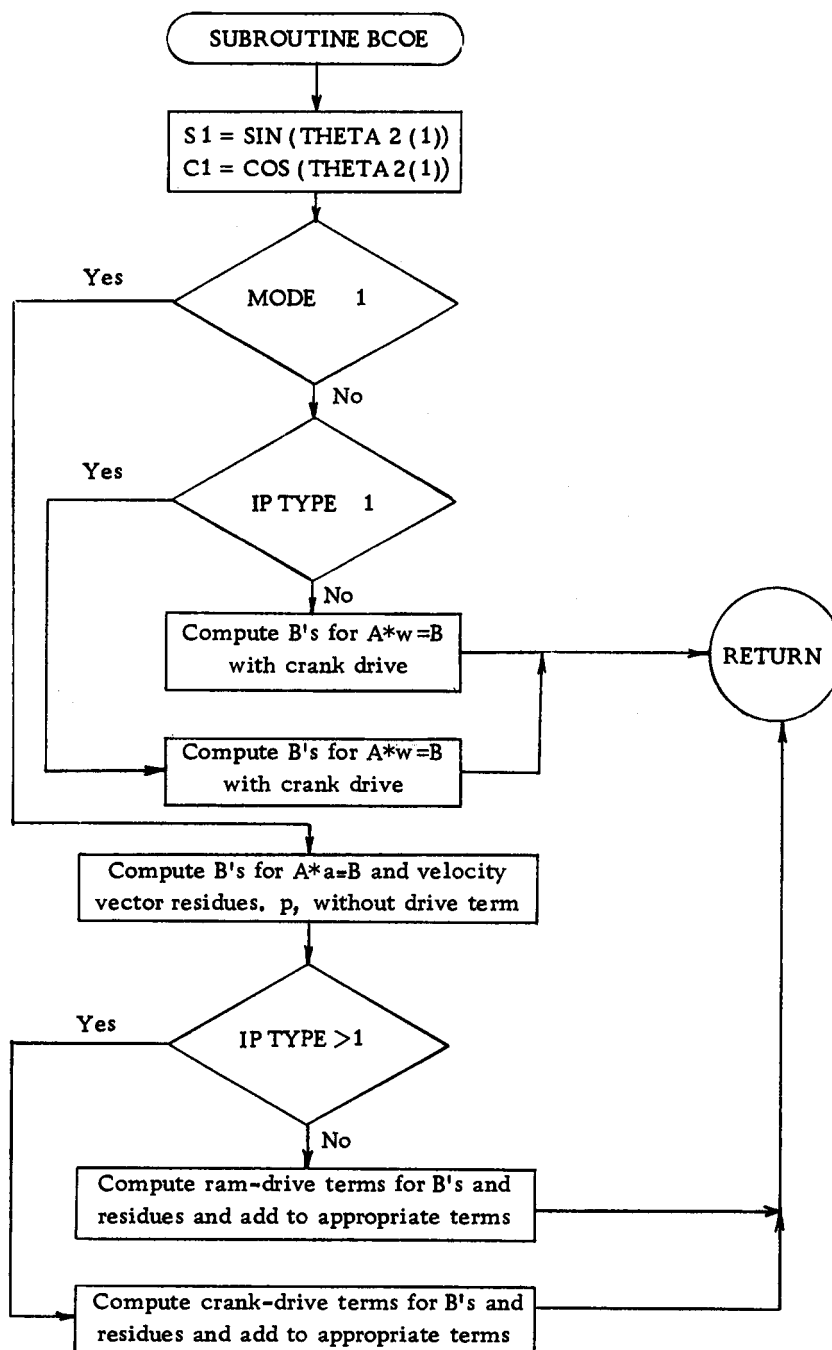 SUBROUTINE BCOE
S1 = SIN (THETA 2 (1))
C1 = COS (THETA 2(1))
Yes
MODE 1
No
Yes
IP TYPE 1
No
Compute B's for A*w=B
with crank drive
RETURN
Compute B's for A*w=B
with crank drive
Compute B's for A*a=B and velocity
vector residues. p, without drive term
Yes
IP TYPE >1
No
Compute ram-drive terms for B's and
residues and add to appropriate terms
Compute crank-drive terms for B's and
residues and add to appropriate terms